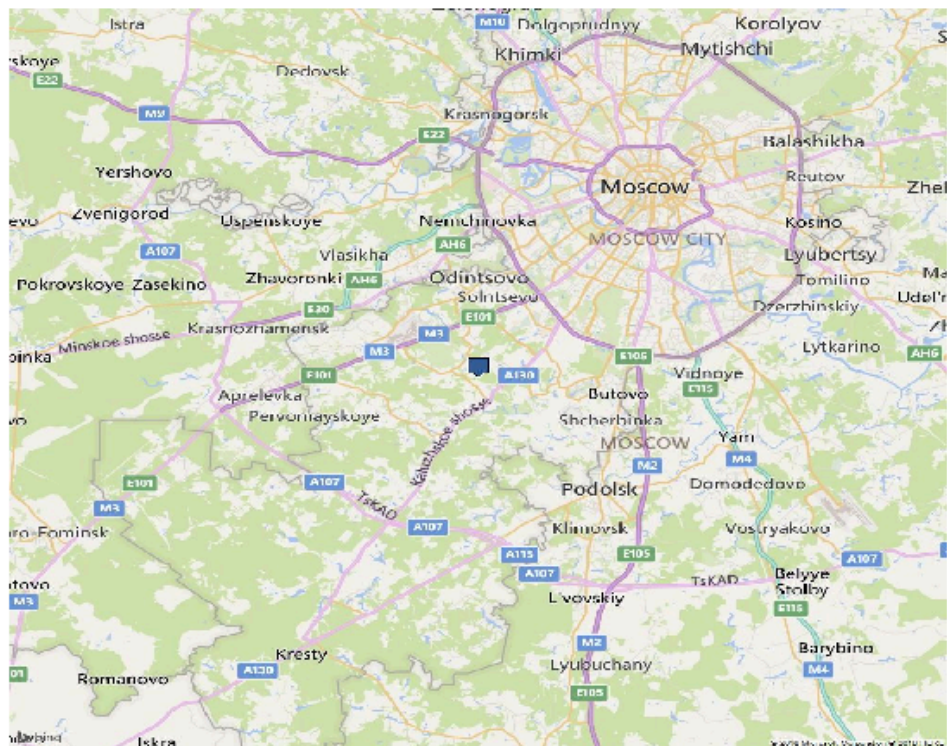 M10
Dolgoprudnyy
Korolyov
Istra
Khimki
Mytishchi
Dedovsk
E22
M9
Krasnogorsk
E22
Balashikha
Yershovo
Reutov
Moscow
Zvenigorod
Uspenskoye
Nemchinovka
Kosino
MOSCOW CITY
A107
Vlasikha
AH6
Lyubertsy
Pokrovskoye-Zasekino
Zhavoronki
AH6
Odintsovo
Tomilino
Solntsevo
Dzerzhinskiy
E30
E101
Krasnoznamensk
M3
Minskoe shosse
Lytkarino
AH6
M3
E105
E101
A130
Vidnoye
E115
Aprelevka
Butovo
Pervomayskoye
Shcherbinka
Kaluzhskoe shosse
MOSCOW
Yam
M2
M4
E101
A107
Podolsk
Domodedovo
M3
TsKAD
A107
Klimovsk
Vostryakovo
E105
A107
A107
TsKAD
Belyye
Stolby
M3
L'vovskiy
E115
M2
Kresty
Barybino
A130
Lyubuchany
M4
Romanovo
E105
Iskra